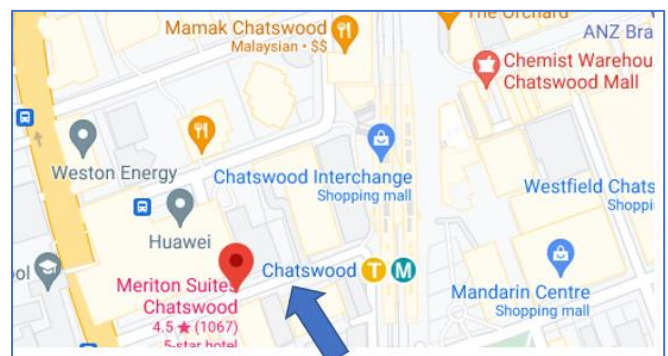 The Orchard
Mamak Chatswood
Malaysian • $$
ANZ Bra
Chemist Warehou
Chatswood Mall
Weston Energy
Chatswood Interchange
Shopping mall
Westfield Chats
Shoppi
Huawei
ol
Meriton Suites
Chatswood
4.5 ★ (1067)
5-star hotel
Chatswood T M
Mandarin Centre
Shopping mall